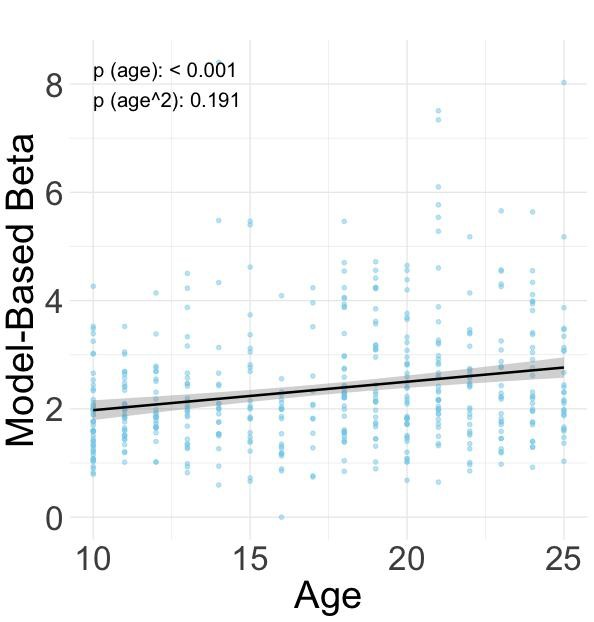 p (age): < 0.001
p (age^2): 0.191
8
6
4
2
0
Model-Based Beta
10 15 20 25
Age